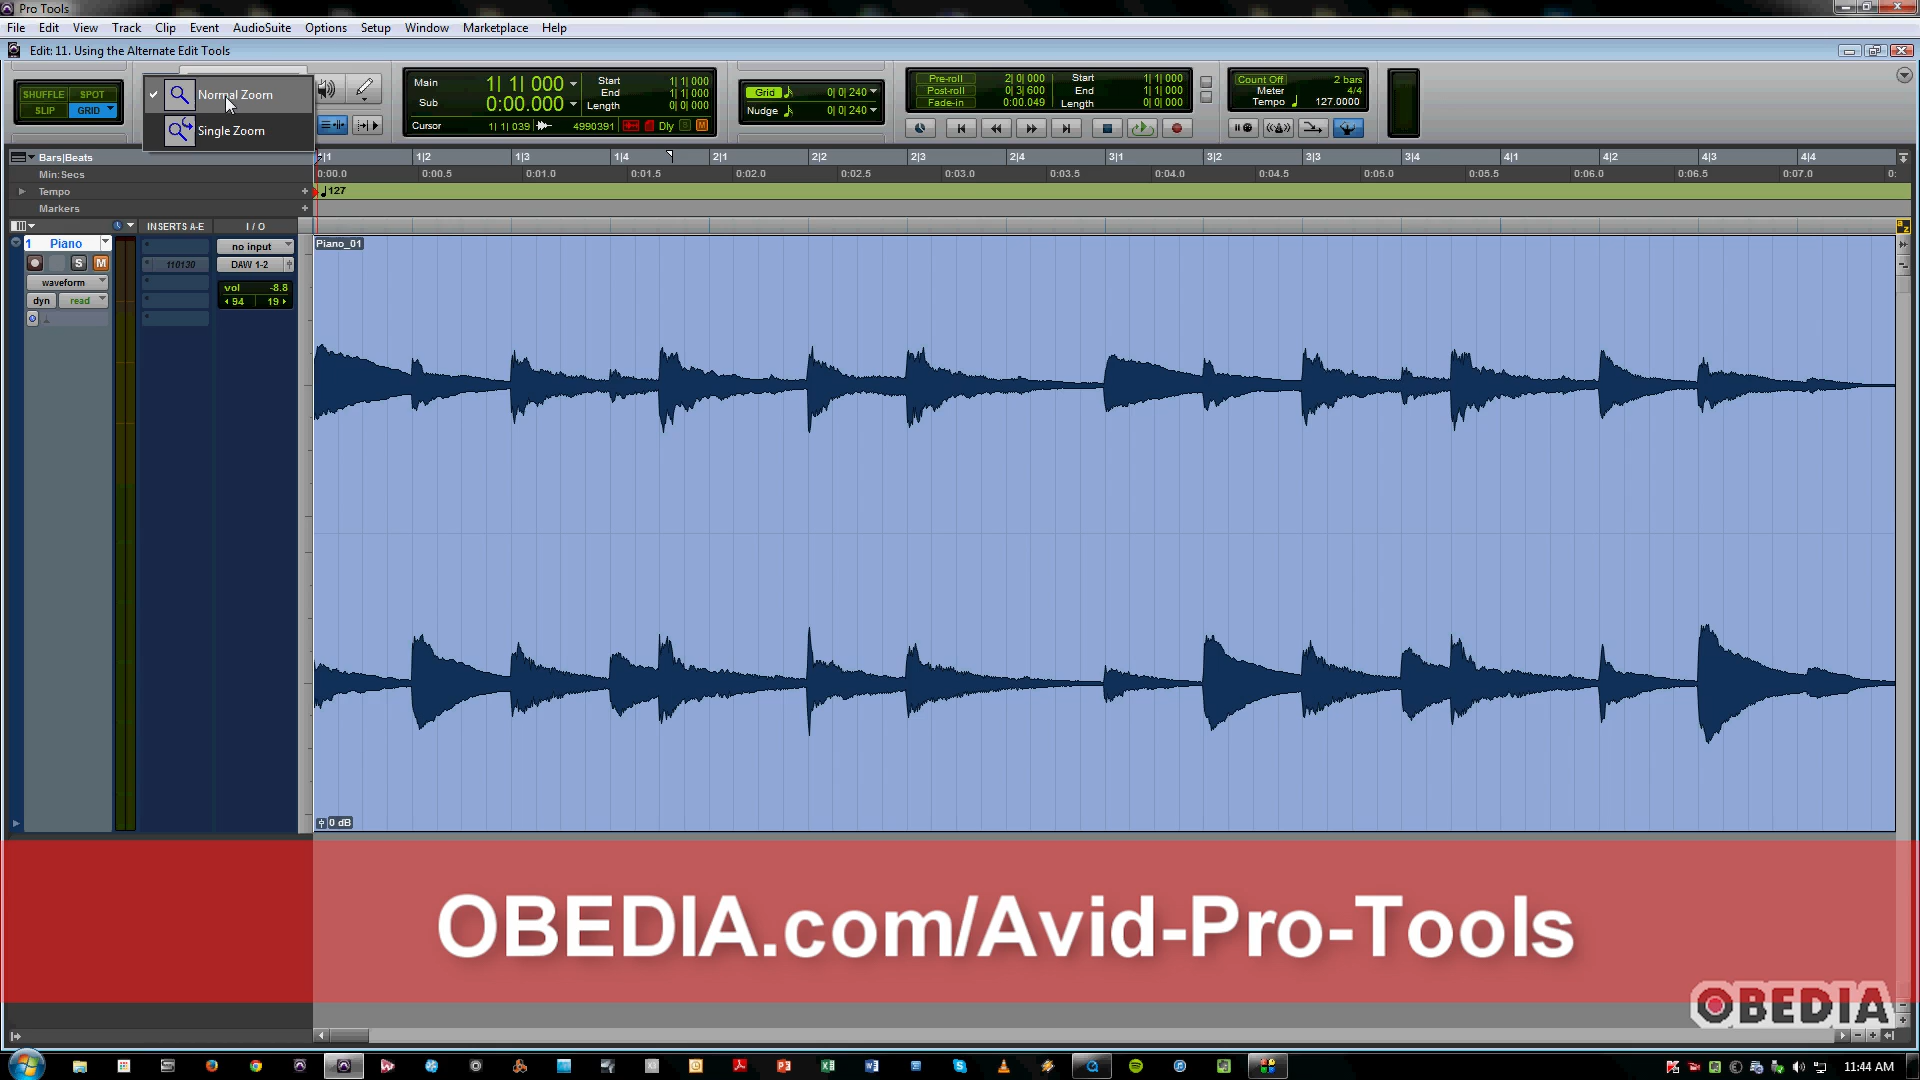 Pro Tools
File Edit View Track Clip Event AudioSuite Options Setup Window Marketplace Help
Edit: 11. Using the Alternate Edit Tools
SHUFFLE SPOT
SLIP GRID
Normal Zoom
Single Zoom
Main 1| 1| 000
Sub 0:00.000
Start 1| 1| 000
End 1| 1| 000
Length 0| 0| 000
Cursor 1| 1| 039 4990391 Dly S M
Grid 0| 0| 240
Nudge 0| 0| 240
Pre-roll 2| 0| 000
Post-roll 0| 3| 600
Fade-in 0:00.049
Start 1| 1| 000
End 1| 1| 000
Length 0| 0| 000
Count Off 2 bars
Meter 4/4
Tempo 127.0000
Bars|Beats 1|1 1|2 1|3 1|4 2|1 2|2 2|3 2|4 3|1 3|2 3|3 3|4 4|1 4|2 4|3 4|4
Min:Secs 0:00.0 0:00.5 0:01.0 0:01.5 0:02.0 0:02.5 0:03.0 0:03.5 0:04.0 0:04.5 0:05.0 0:05.5 0:06.0 0:06.5 0:07.0 0:
Tempo + 127
Markers +
INSERTS A-E I / O
1 Piano
S M
waveform
dyn read
110130
no input
DAW 1-2
vol -8.8
94 19
Piano_01
0 dB
OBEDIA.com/Avid-Pro-Tools
OBEDIA
11:44 AM